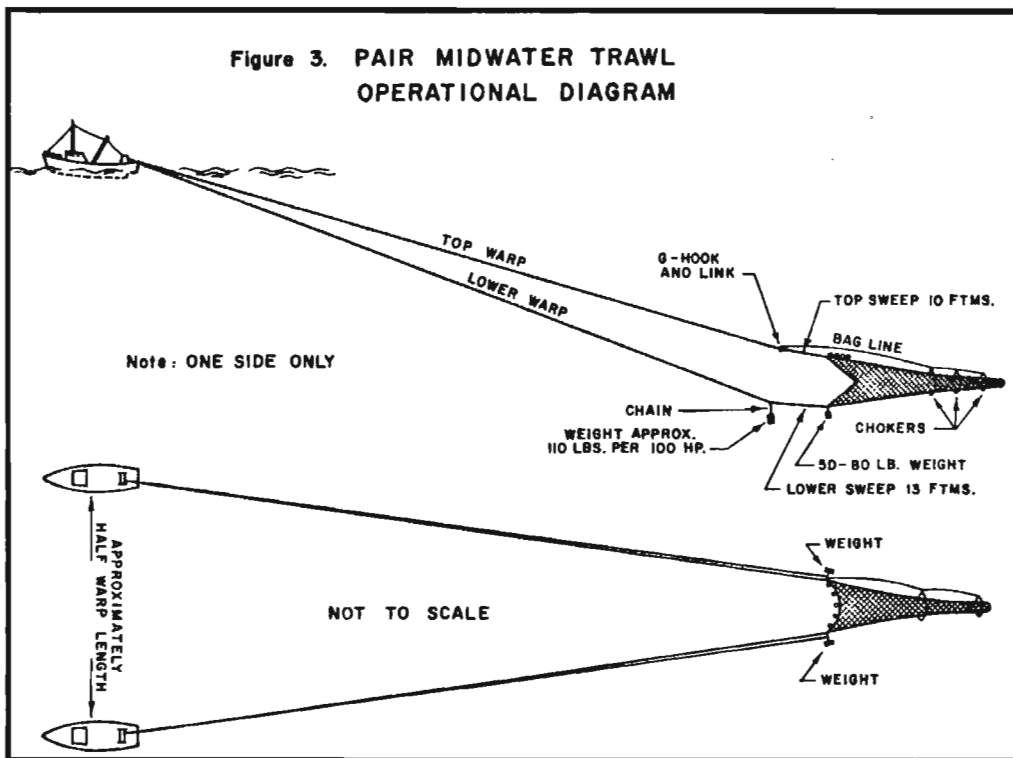 Figure 3. PAIR MIDWATER TRAWL
OPERATIONAL DIAGRAM
TOP WARP
LOWER WARP
G-HOOK
ANO LINK
TOP SWEEP 10 FTMS.
BAG LINE
Note: ONE SIDE ONLY
CHAIN
WEIGHT APPROX.
110 LBS. PER 100 HP.
CHOKERS
50-80 LB. WEIGHT
LOWER SWEEP 13 FTMS.
APPROXIMATELY
HALF WARP LENGTH
NOT TO SCALE
WEIGHT
WEIGHT